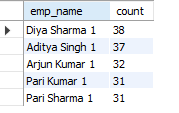 emp_name count
Diya Sharma 1 38
Aditya Singh 1 37
Arjun Kumar 1 32
Pari Kumar 1 31
Pari Sharma 1 31